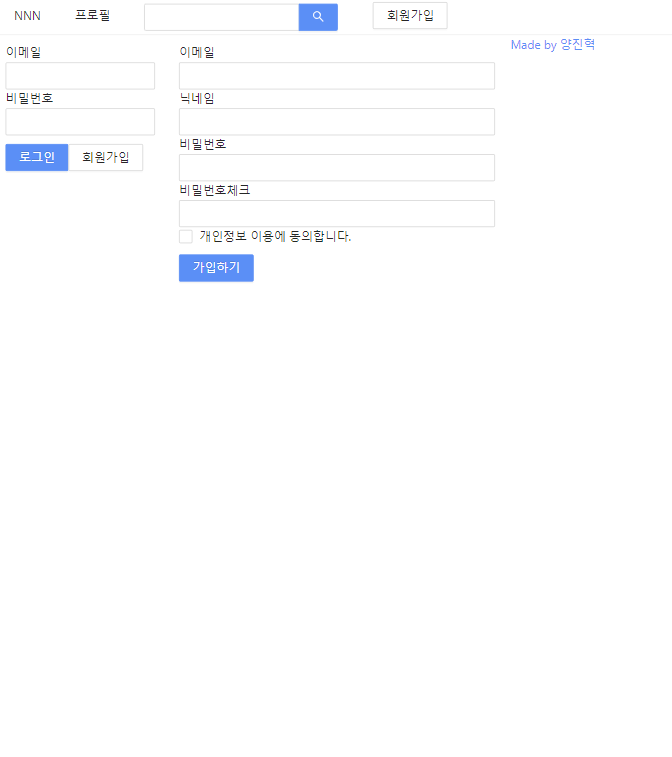 NNN
프로필
회원가입
이메일
비밀번호
로그인
회원가입
이메일
닉네임
비밀번호
비밀번호체크
개인정보 이용에 동의합니다.
가입하기
Made by 양진혁